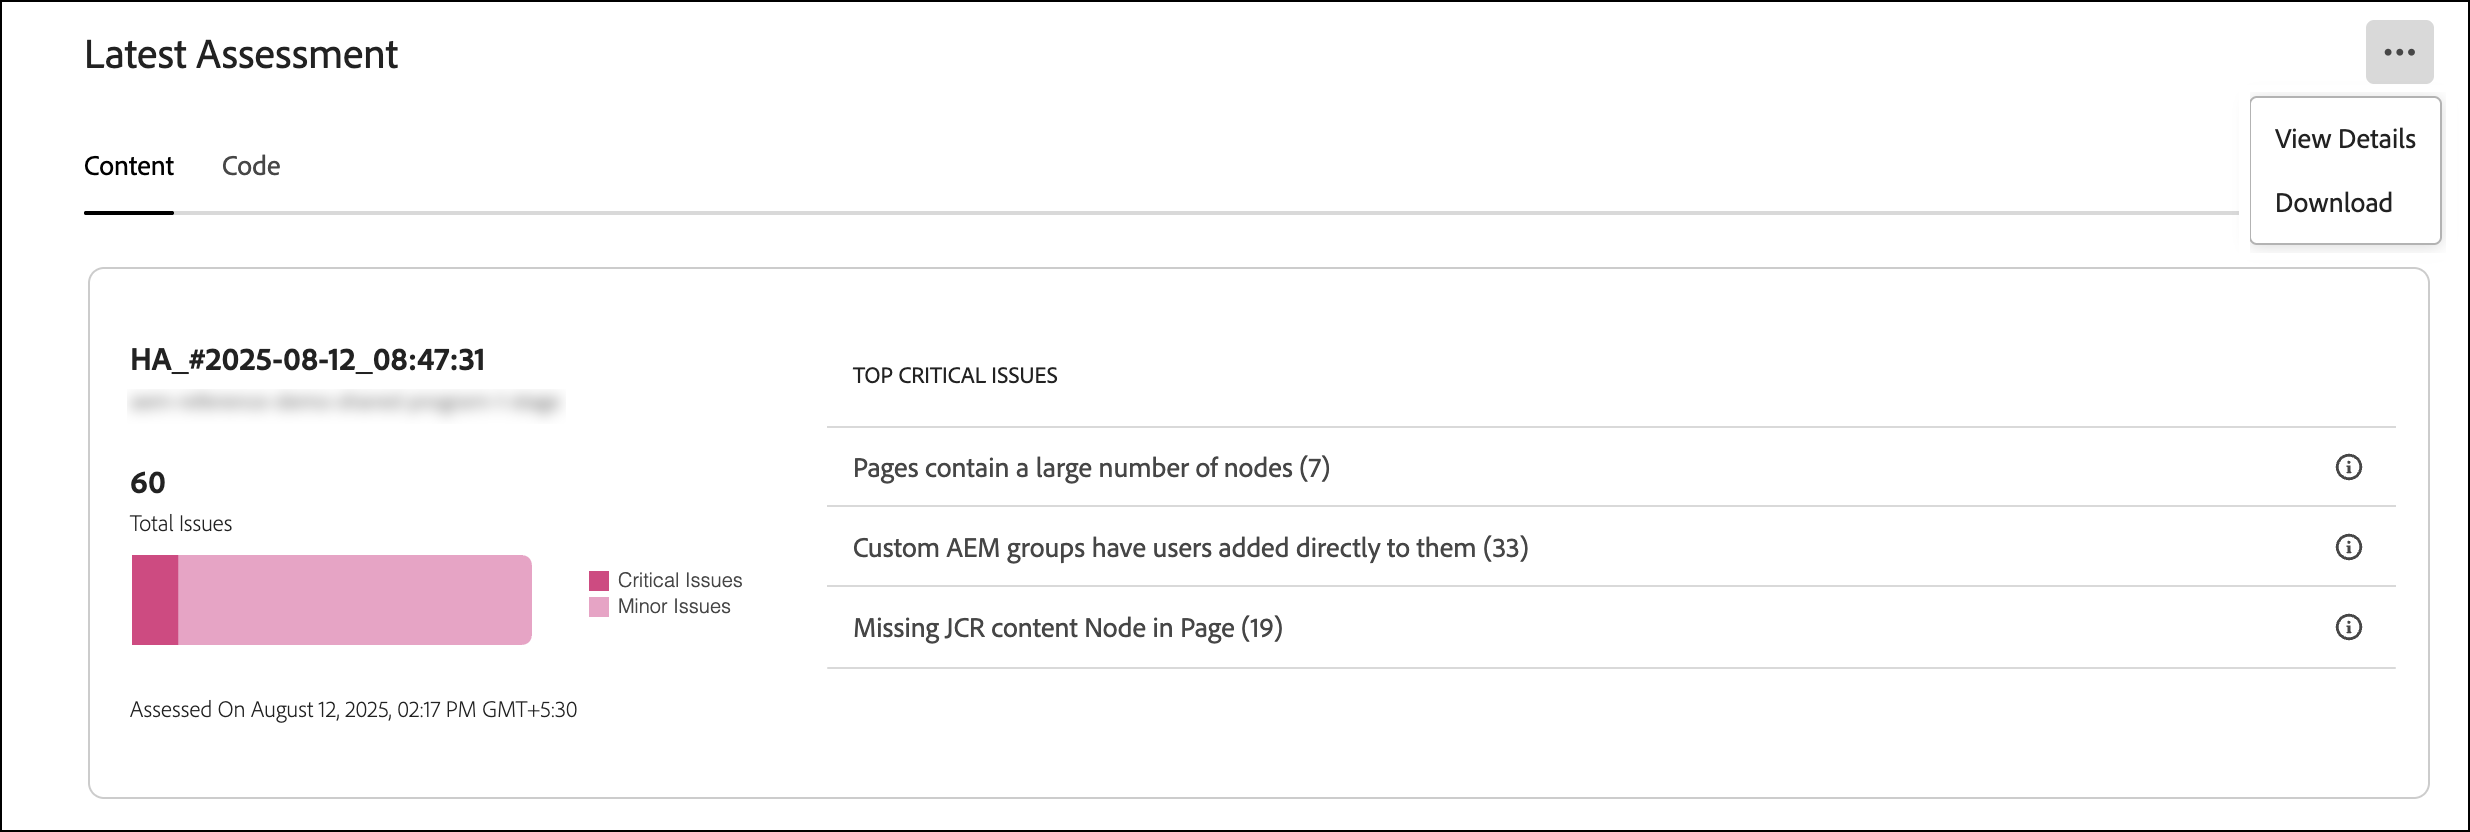 Latest Assessment
View Details
Download
Content
Code
HA_#2025-08-12_08:47:31
60
Total Issues
Critical Issues
Minor Issues
Assessed On August 12, 2025, 02:17 PM GMT+5:30
TOP CRITICAL ISSUES
Pages contain a large number of nodes (7)
Custom AEM groups have users added directly to them (33)
Missing JCR content Node in Page (19)